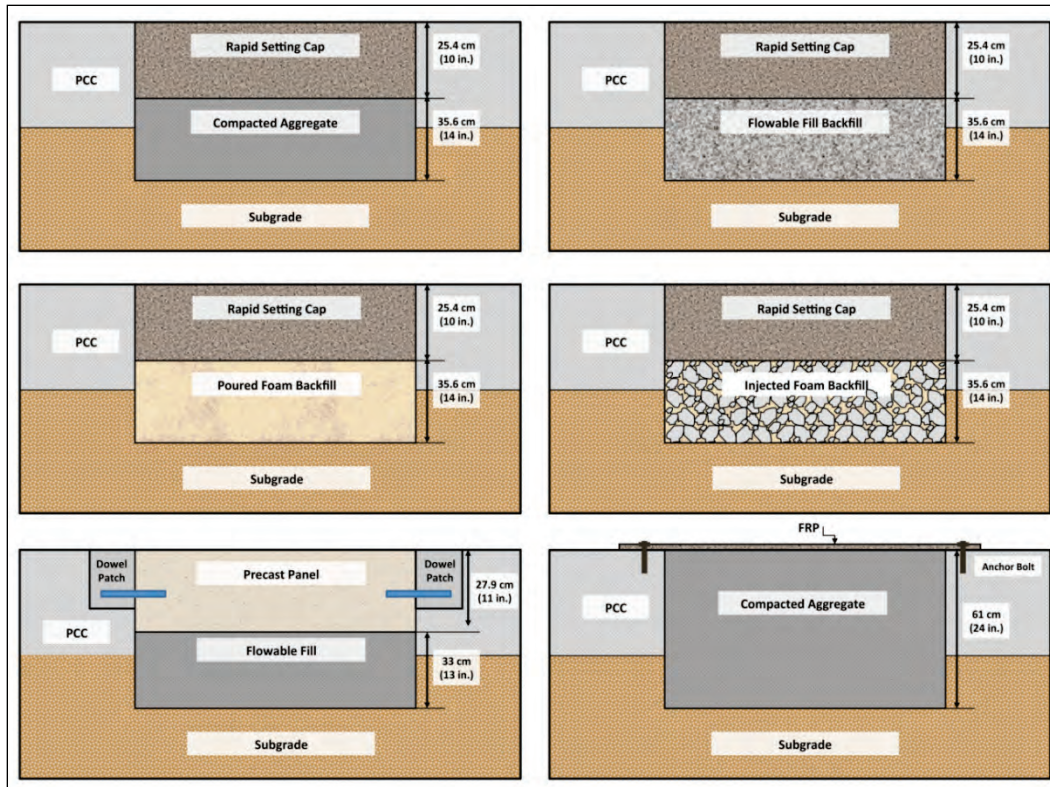 Rapid Setting Cap
25.4 cm
(10 in.)
PCC
Compacted Aggregate
35.6 cm
(14 in.)
Subgrade
Rapid Setting Cap
25.4 cm
(10 in.)
PCC
Flowable Fill Backfill
35.6 cm
(14 in.)
Subgrade
Rapid Setting Cap
25.4 cm
(10 in.)
PCC
Poured Foam Backfill
35.6 cm
(14 in.)
Subgrade
Rapid Setting Cap
25.4 cm
(10 in.)
PCC
Injected Foam Backfill
35.6 cm
(14 in.)
Subgrade
Dowel
Patch
Precast Panel
Dowel
Patch
27.9 cm
(11 in.)
PCC
Flowable Fill
33 cm
(13 in.)
Subgrade
FRP
Anchor Bolt
Compacted Aggregate
PCC
61 cm
(24 in.)
Subgrade